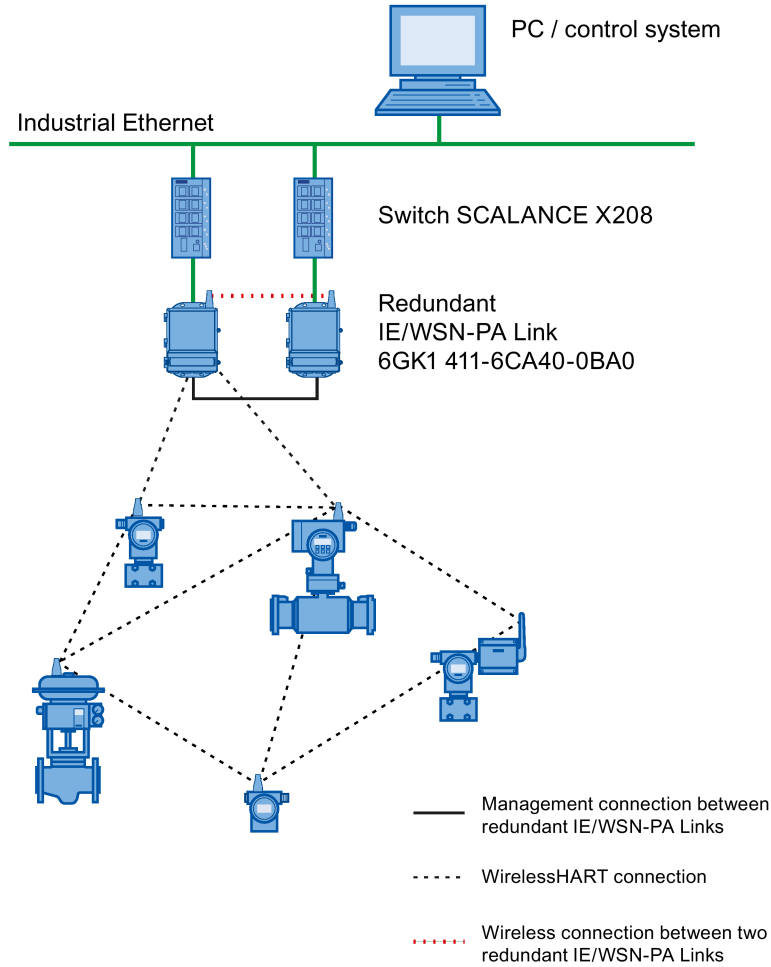 PC / control system
Industrial Ethernet
Switch SCALANCE X208
Redundant
IE/WSN-PA Link
6GK1 411-6CA40-0BA0
Management connection between
redundant IE/WSN-PA Links
WirelessHART connection
Wireless connection between two
redundant IE/WSN-PA Links